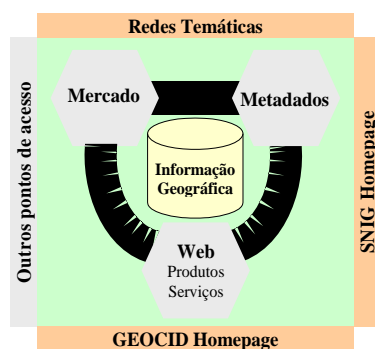 Redes Temáticas
Outros pontos de acesso
Mercado
Metadados
SNIG Homepage
Informação
Geográfica
Web
Produtos
Serviços
GEOCID Homepage